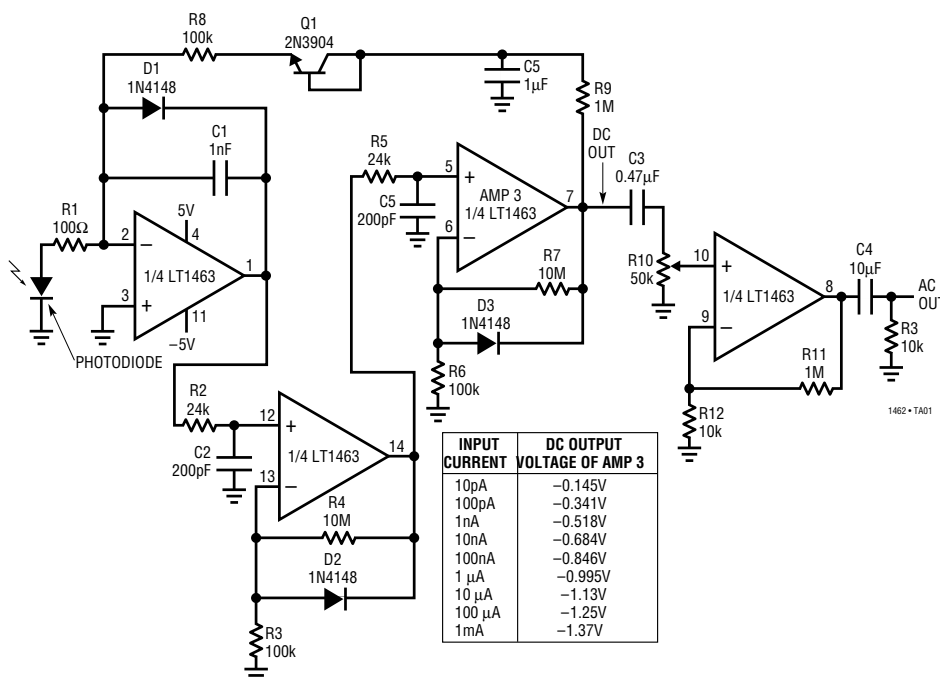 R8
100k
Q1
2N3904
D1
1N4148
C1
1nF
C5
1µF
R9
1M
DC
OUT
R5
24k
C5
200pF
5
+
AMP 3
1/4 LT1463
7
6
–
C3
0.47µF
R7
10M
D3
1N4148
R6
100k
R1
100Ω
2
–
5V
4
1/4 LT1463
1
3
+
11
–5V
PHOTODIODE
R10
50k
10
+
1/4 LT1463
8
9
–
C4
10µF
AC
OUT
R3
10k
R11
1M
R12
10k
1462 • TA01
R2
24k
C2
200pF
12
+
1/4 LT1463
14
13
–
R4
10M
D2
1N4148
R3
100k
INPUT CURRENT DC OUTPUT VOLTAGE OF AMP 3
10pA –0.145V
100pA –0.341V
1nA –0.518V
10nA –0.684V
100nA –0.846V
1 µA –0.995V
10 µA –1.13V
100 µA –1.25V
1mA –1.37V